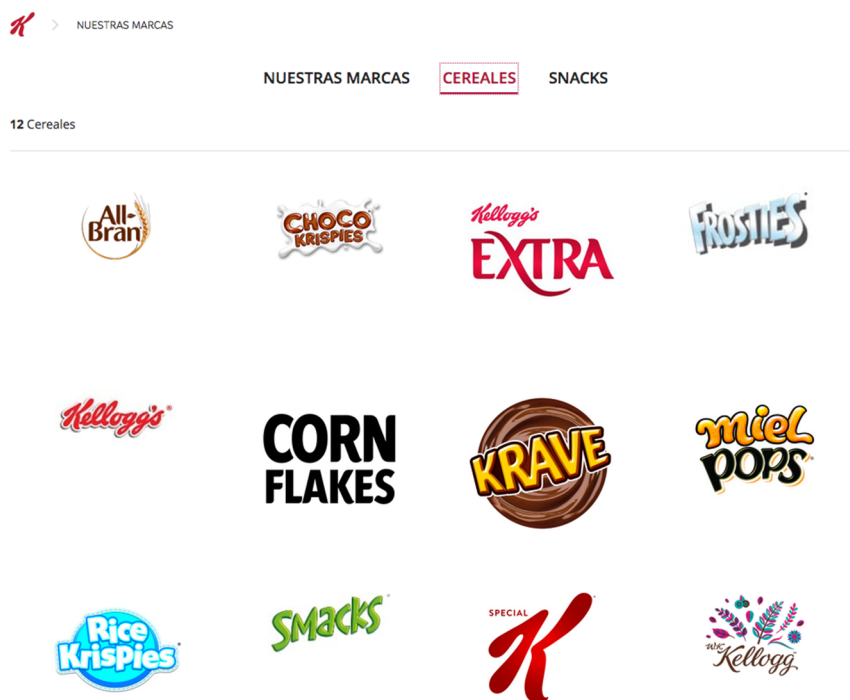 K
NUESTRAS MARCAS
NUESTRAS MARCAS CEREALES SNACKS
12 Cereales
All-
Bran
CHOCO
KRISPIES
Kellogg's
EXTRA
FROSTIES
Kellogg's®
CORN
FLAKES
KRAVE
miel
POPS
Rice
Krispies
SMACKS
SPECIAL
K
W.K.
Kellogg